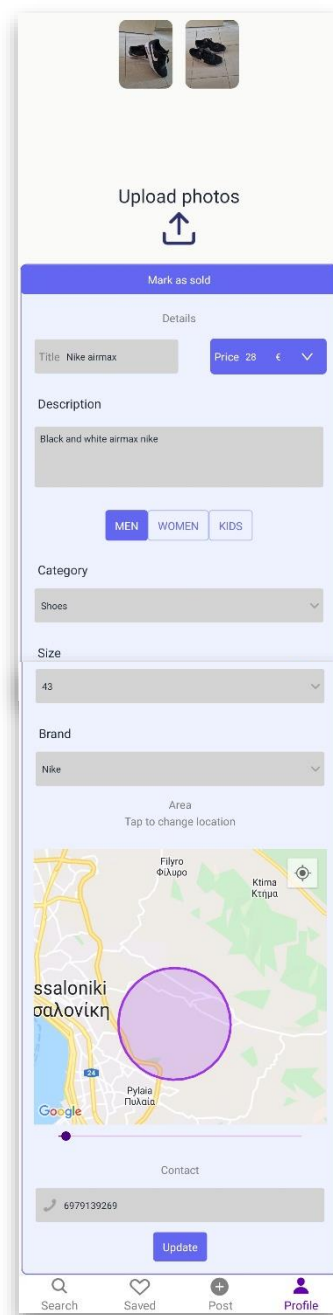 Upload photos
Mark as sold
Details
Title Nike airmax
Price 28 €
Description
Black and white airmax nike
MEN WOMEN KIDS
Category
Shoes
Size
43
Brand
Nike
Area
Tap to change location
Filyro
Φίλυρο
Ktima
Κτήμα
ssaloniki
σαλονίκη
24
Pylaia
Πυλαία
Google
Contact
6979139269
Update
Search Saved Post Profile